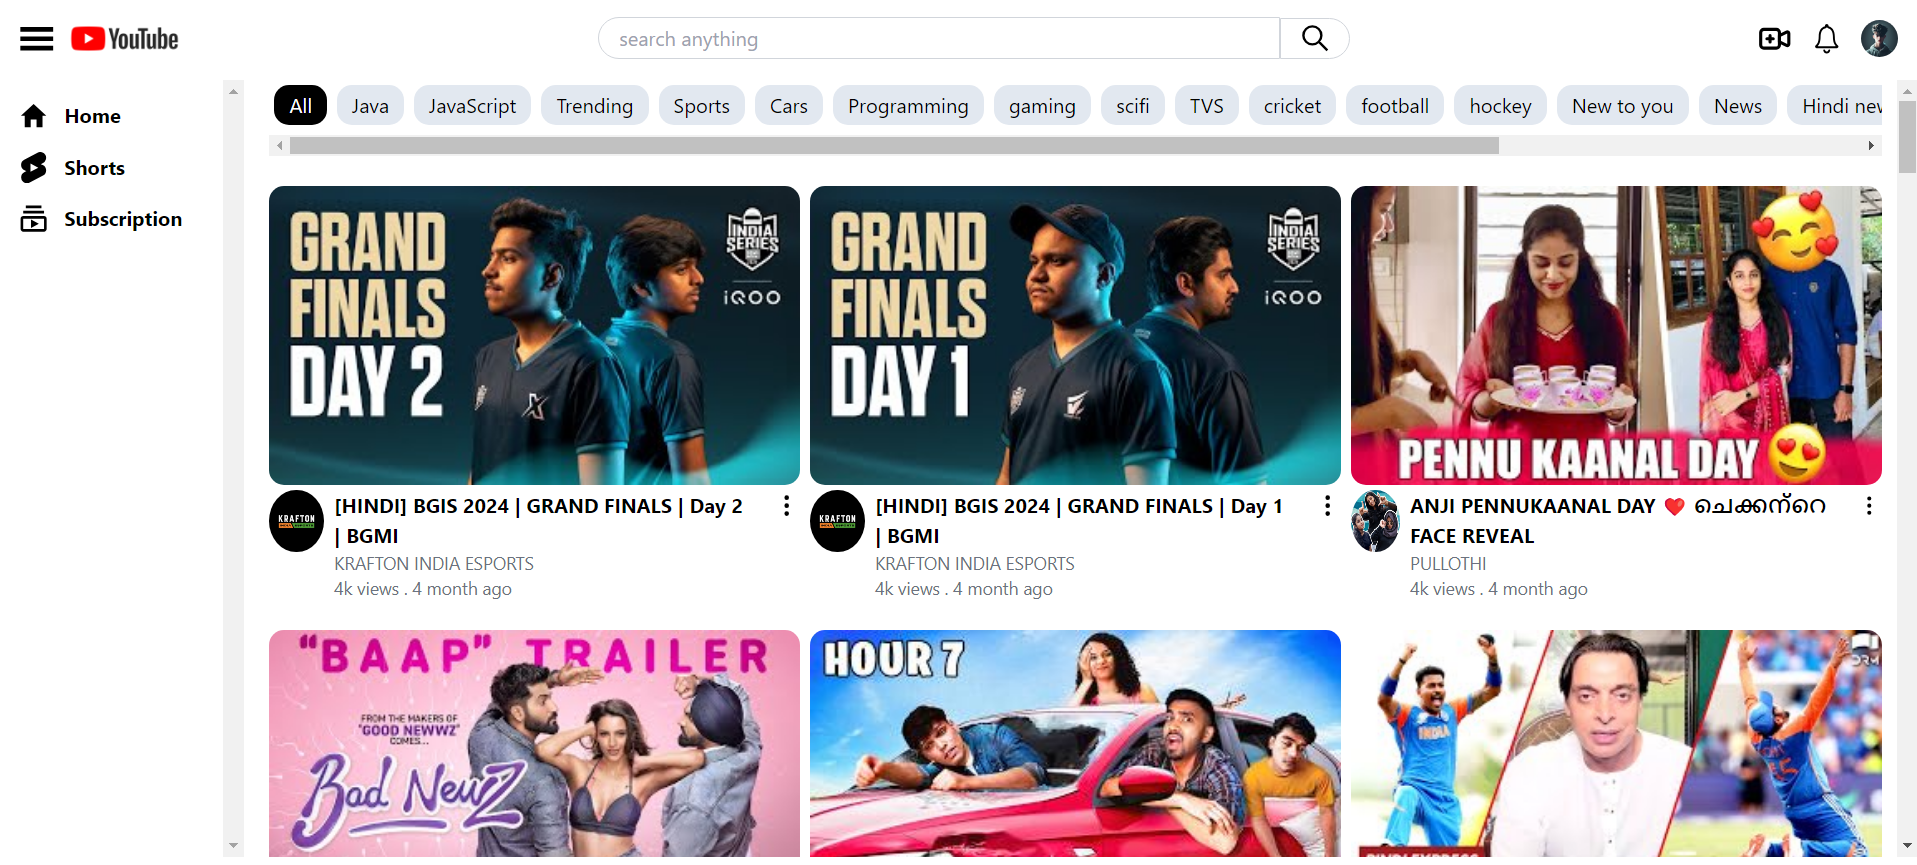 YouTube
search anything
Home
Shorts
Subscription
All Java JavaScript Trending Sports Cars Programming gaming scifi TVS cricket football hockey New to you News Hindi new
GRAND
FINALS
DAY 2
INDIA
SERIES
iQOO
GRAND
FINALS
DAY 1
INDIA
SERIES
iQOO
PENNU KAANAL DAY
KRAFTON
[HINDI] BGIS 2024 | GRAND FINALS | Day 2
| BGMI
KRAFTON INDIA ESPORTS
4k views . 4 month ago
KRAFTON
[HINDI] BGIS 2024 | GRAND FINALS | Day 1
| BGMI
KRAFTON INDIA ESPORTS
4k views . 4 month ago
ANJI PENNUKAANAL DAY ❤️ ചെക്കന്റെ
FACE REVEAL
PULLOTHI
4k views . 4 month ago
"BAAP" TRAILER
FROM THE MAKERS OF
"GOOD NEWWZ"
COMES...
Bad Newz
HOUR 7
INDIA